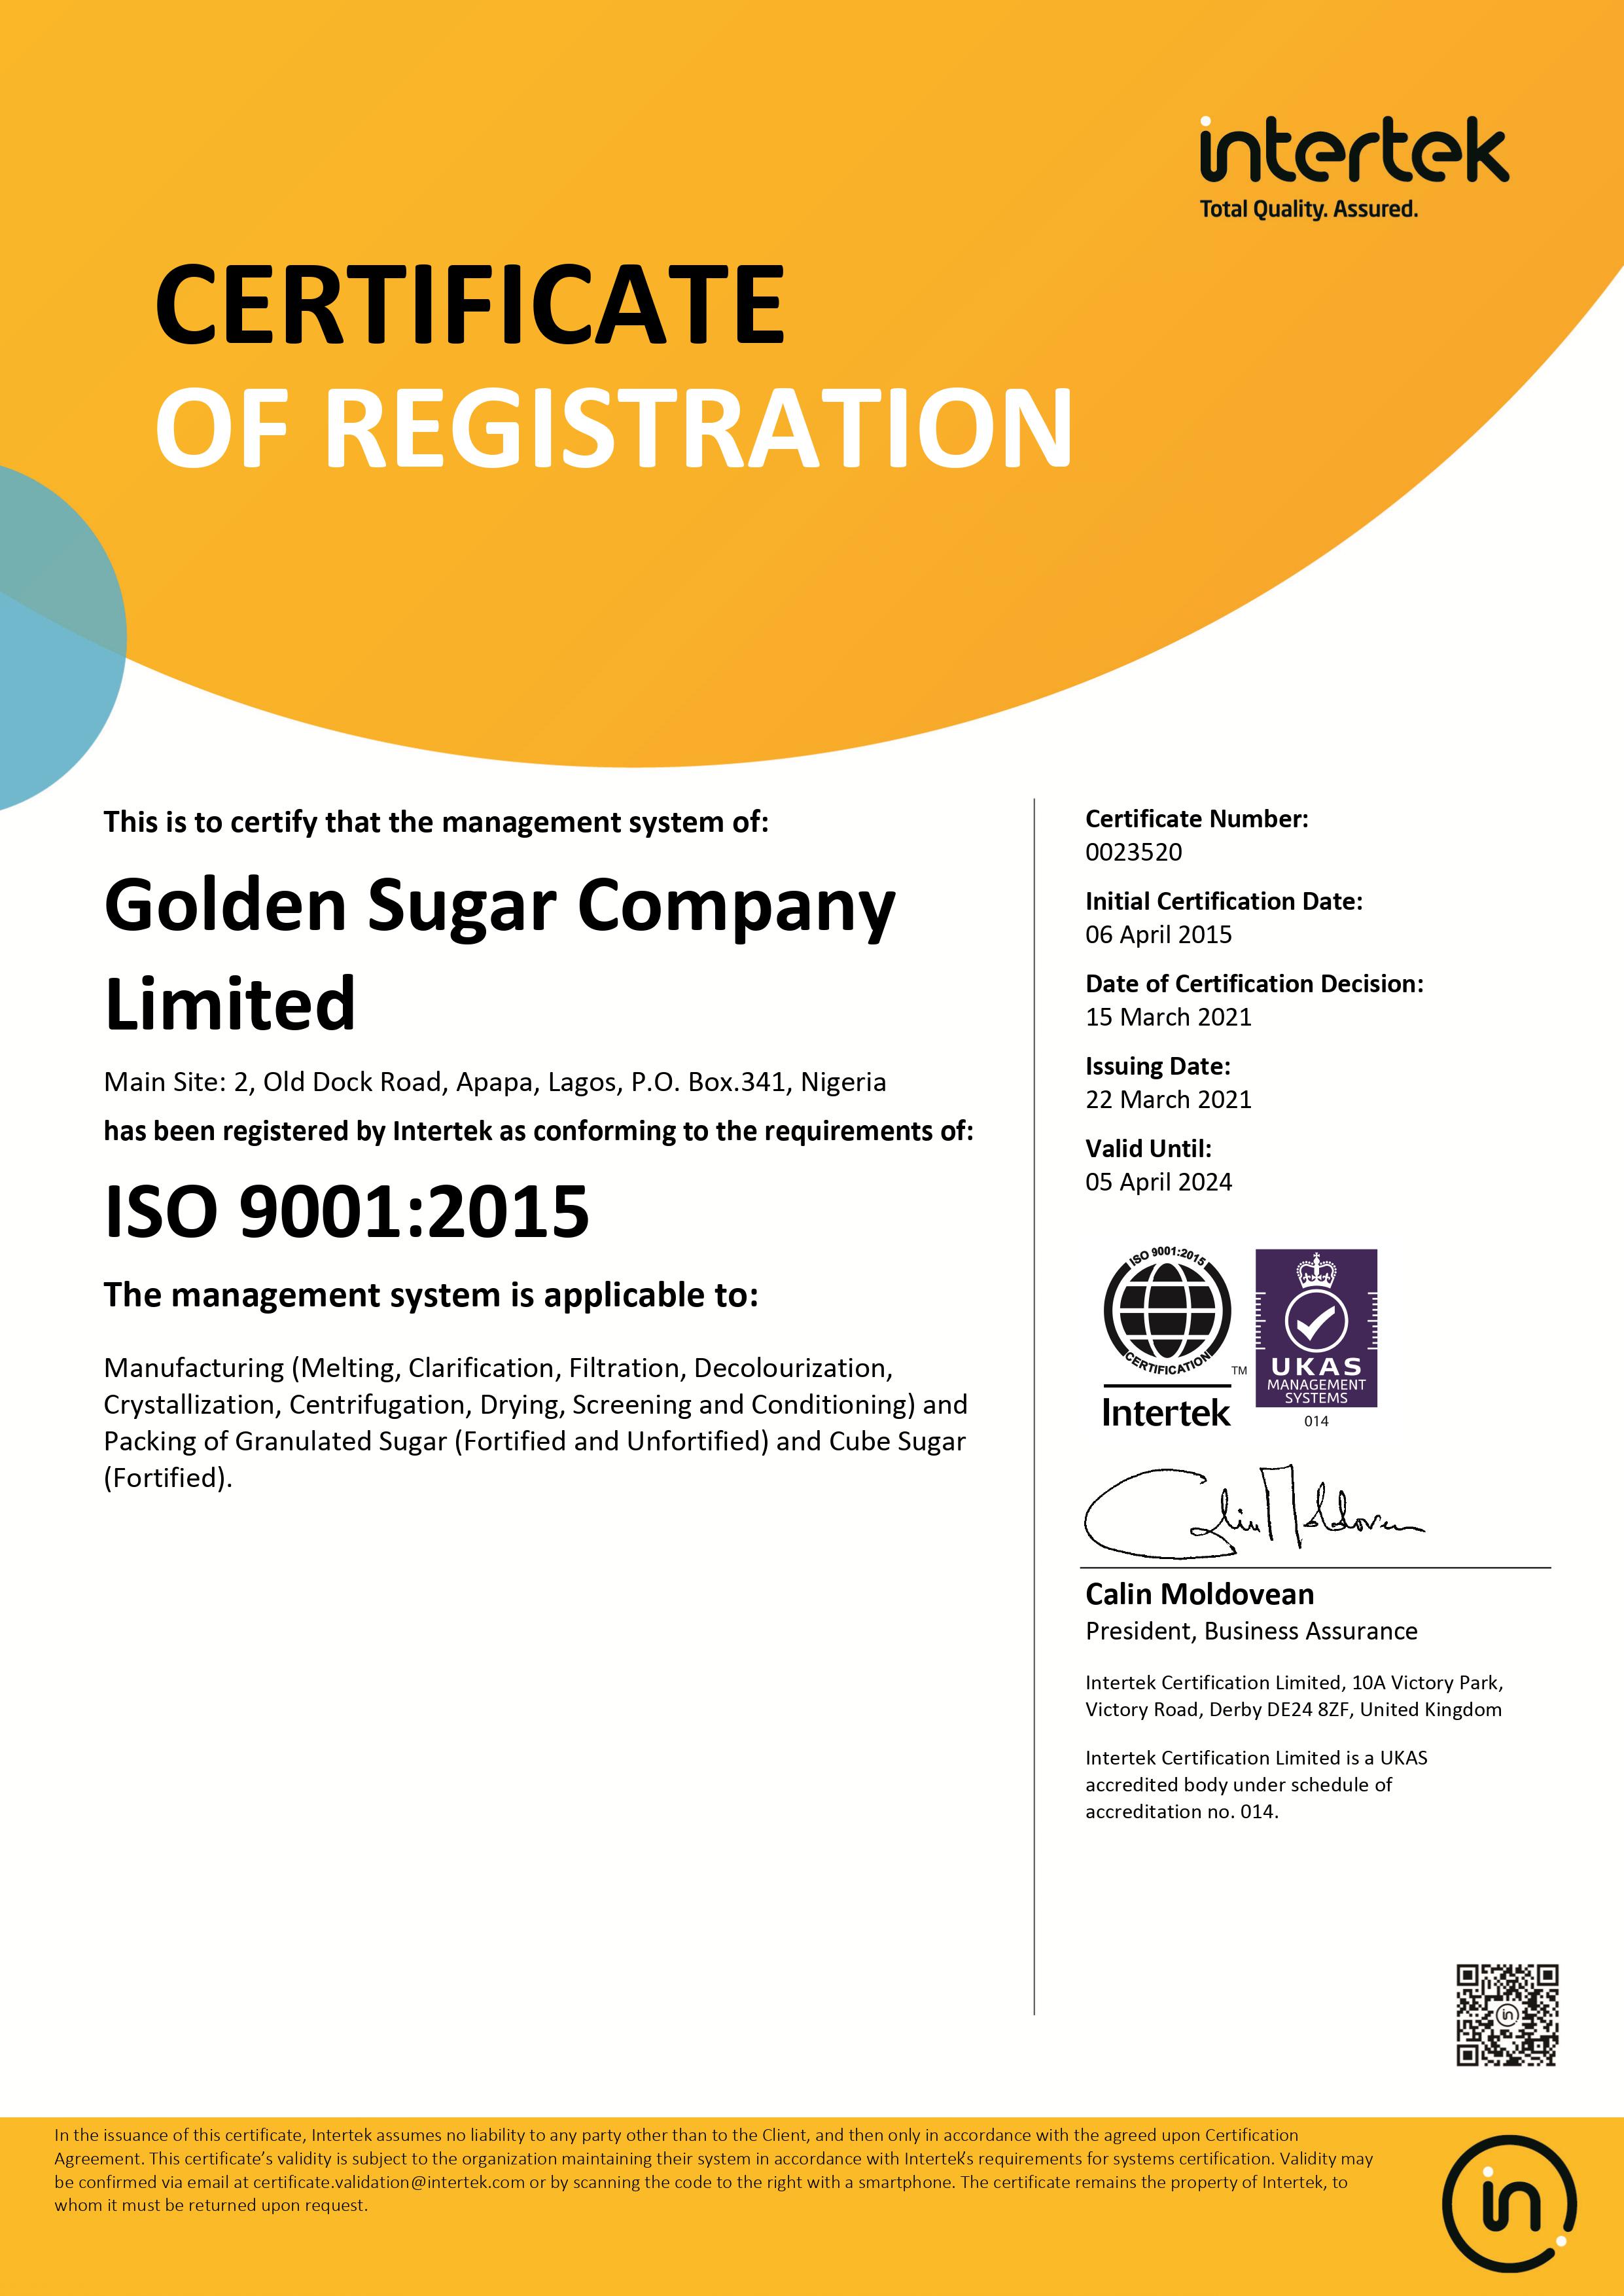 intertek
Total Quality. Assured.
CERTIFICATE
OF REGISTRATION
This is to certify that the management system of:
Golden Sugar Company
Limited
Main Site: 2, Old Dock Road, Apapa, Lagos, P.O. Box.341, Nigeria
has been registered by Intertek as conforming to the requirements of:
ISO 9001:2015
The management system is applicable to:
Manufacturing (Melting, Clarification, Filtration, Decolourization,
Crystallization, Centrifugation, Drying, Screening and Conditioning) and
Packing of Granulated Sugar (Fortified and Unfortified) and Cube Sugar
(Fortified).
Certificate Number:
0023520
Initial Certification Date:
06 April 2015
Date of Certification Decision:
15 March 2021
Issuing Date:
22 March 2021
Valid Until:
05 April 2024
ISO 9001:2015
CERTIFICATION
TM
Intertek
UKAS
MANAGEMENT
SYSTEMS
014
Calin Moldovean
Calin Moldovean
President, Business Assurance
Intertek Certification Limited, 10A Victory Park,
Victory Road, Derby DE24 8ZF, United Kingdom
Intertek Certification Limited is a UKAS
accredited body under schedule of
accreditation no. 014.
in
In the issuance of this certificate, Intertek assumes no liability to any party other than to the Client, and then only in accordance with the agreed upon Certification
Agreement. This certificate’s validity is subject to the organization maintaining their system in accordance with Intertek’s requirements for systems certification. Validity may
be confirmed via email at certificate.validation@intertek.com or by scanning the code to the right with a smartphone. The certificate remains the property of Intertek, to
whom it must be returned upon request.
in